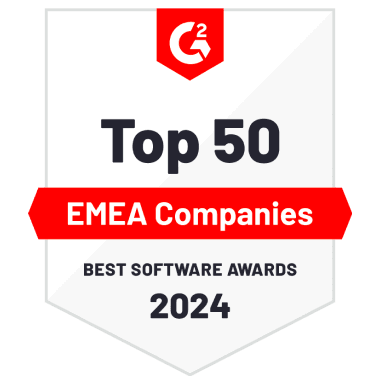 G2
Top 50
EMEA Companies
BEST SOFTWARE AWARDS
2024